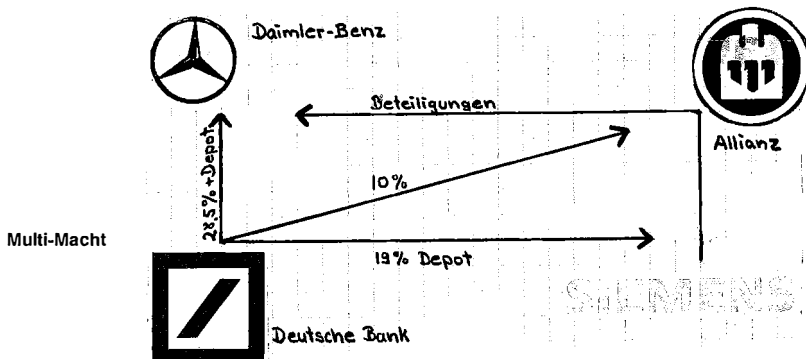 Daimler-Benz
Beteiligungen
Allianz
28,5% + Depot
10%
Multi-Macht
19% Depot
SIEMENS
Deutsche Bank